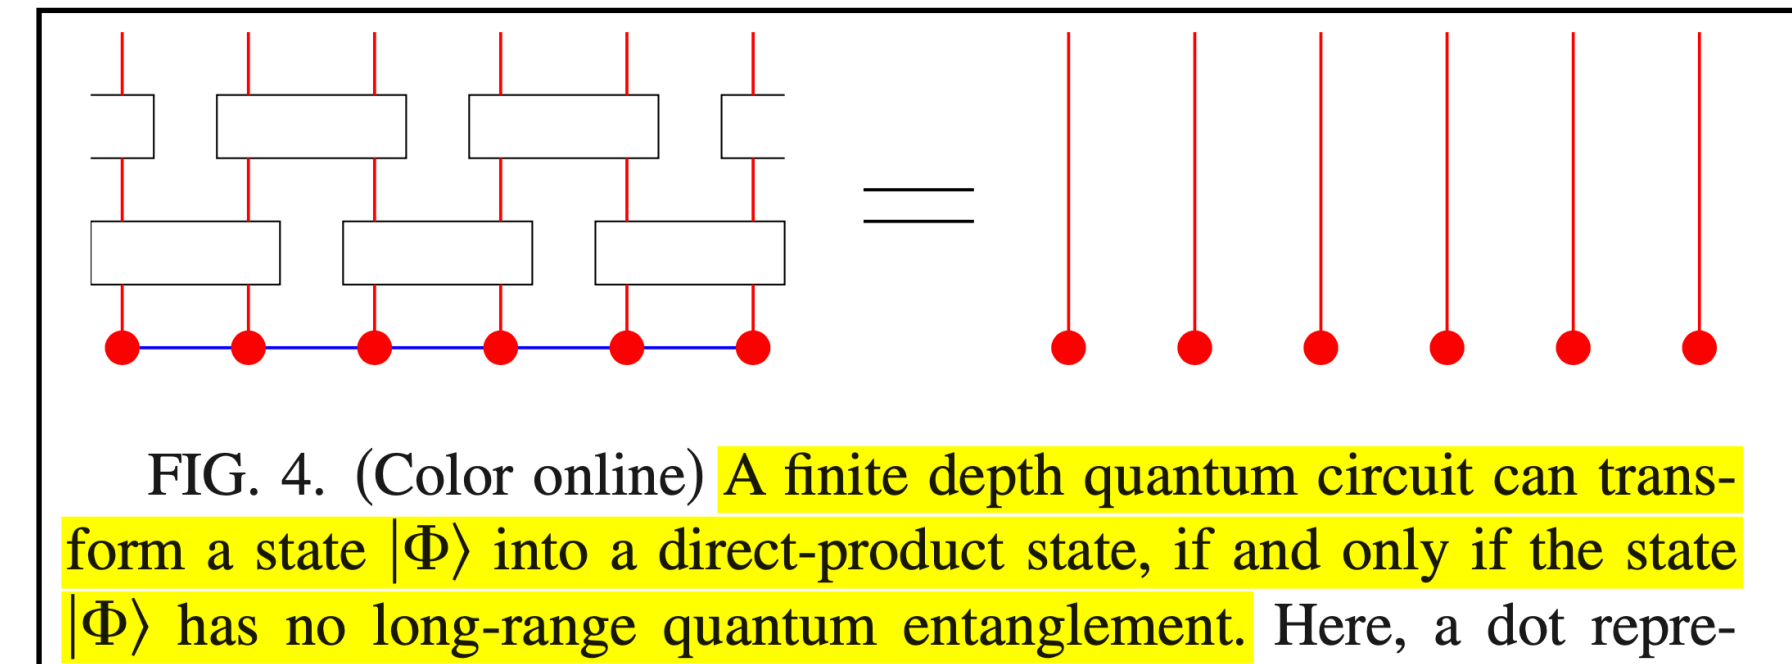 FIG. 4. (Color online) A finite depth quantum circuit can trans-
form a state |Φ⟩ into a direct-product state, if and only if the state
|Φ⟩ has no long-range quantum entanglement. Here, a dot repre-